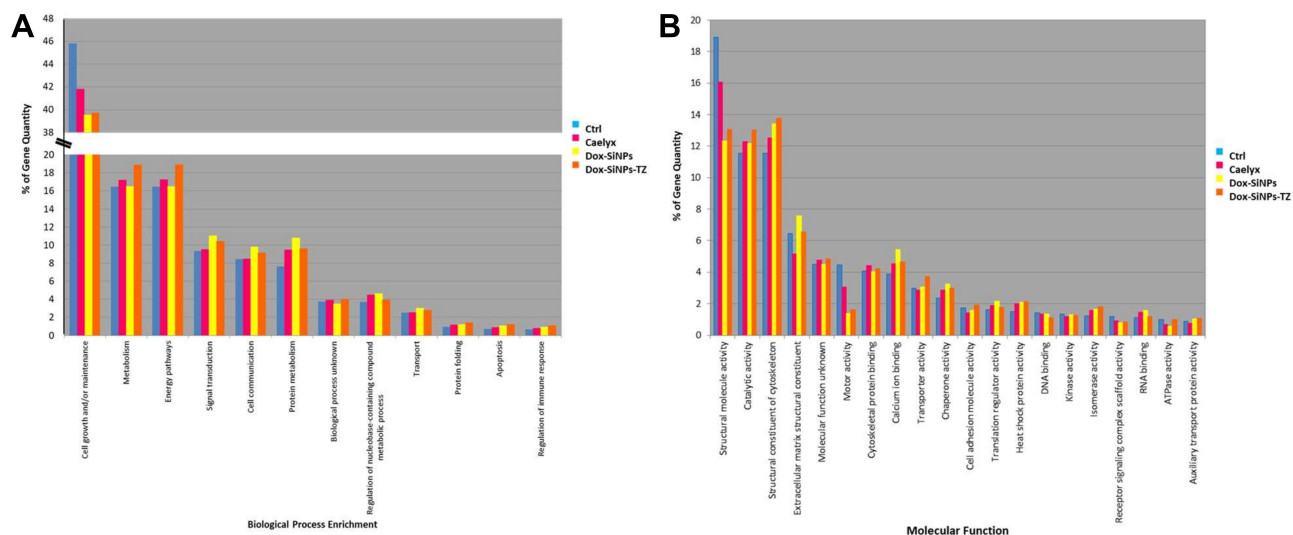 A
% of Gene Quantity
48
46
44
42
40
38
20
18
16
14
12
10
8
6
4
2
0
Cell growth and/or maintenance
Metabolism
Energy pathways
Signal transduction
Cell communication
Protein metabolism
Biological process unknown
Regulation of nucleobase-containing compound
metabolic process
Transport
Protein folding
Apoptosis
Regulation of immune response
Biological Process Enrichment
Ctrl
Caelyx
Dox-SiNPs
Dox-SiNPs-TZ
B
% of Gene Quantity
20
18
16
14
12
10
8
6
4
2
0
Structural molecule activity
Catalytic activity
Structural constituent of cytoskeleton
Extracellular matrix structural constituent
Molecular function unknown
Motor activity
Cytoskeletal protein binding
Calcium ion binding
Transporter activity
Chaperone activity
Cell adhesion molecule activity
Translation regulator activity
Heat shock protein activity
DNA binding
Kinase activity
Isomerase activity
Receptor signaling complex scaffold activity
RNA binding
ATPase activity
Auxiliary transport protein activity
Molecular Function
Ctrl
Caelyx
Dox-SiNPs
Dox-SiNPs-TZ